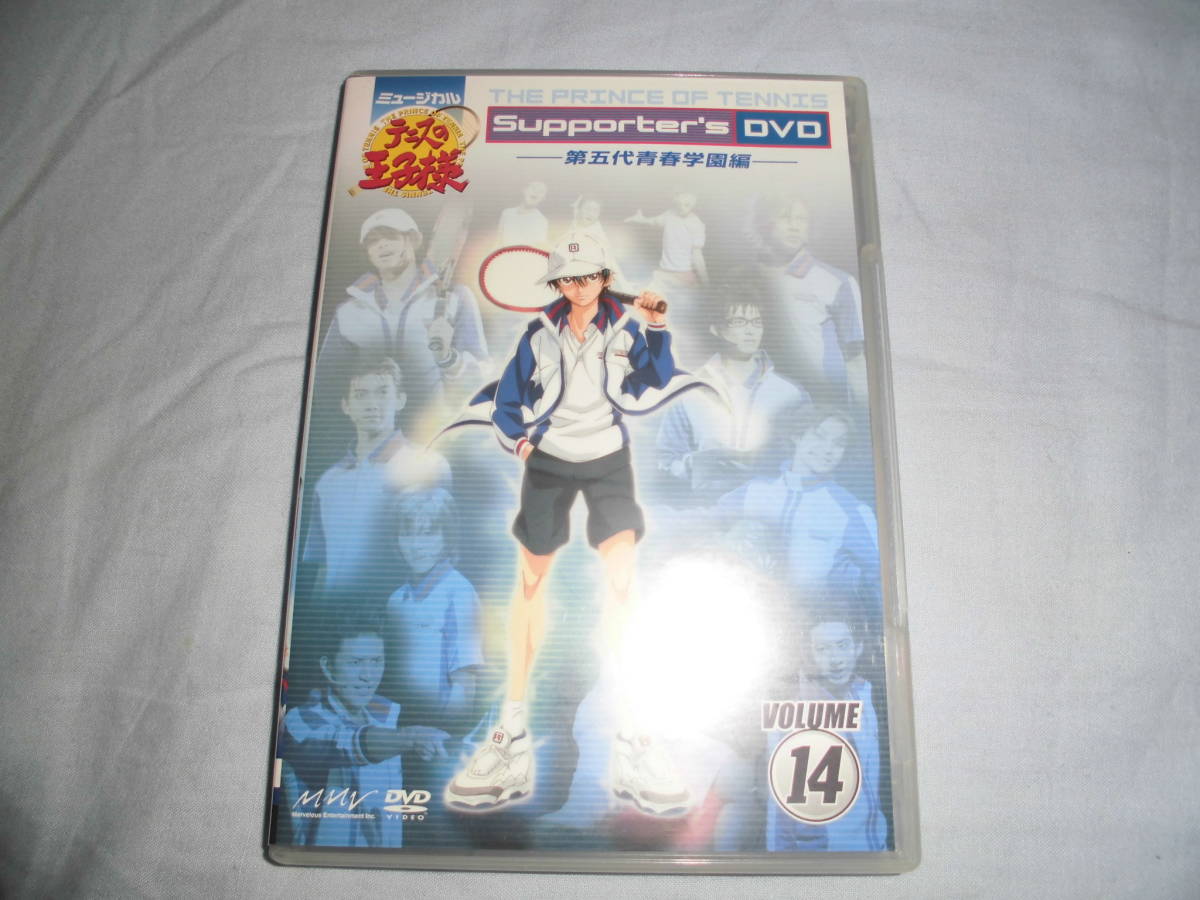 ミュージカル
テニスの
王子様
THE PRINCE OF TENNIS
Supporter's DVD
第五代青春学園編
VOLUME
14
MMV
Marvelous Entertainment Inc.
DVD
VIDEO